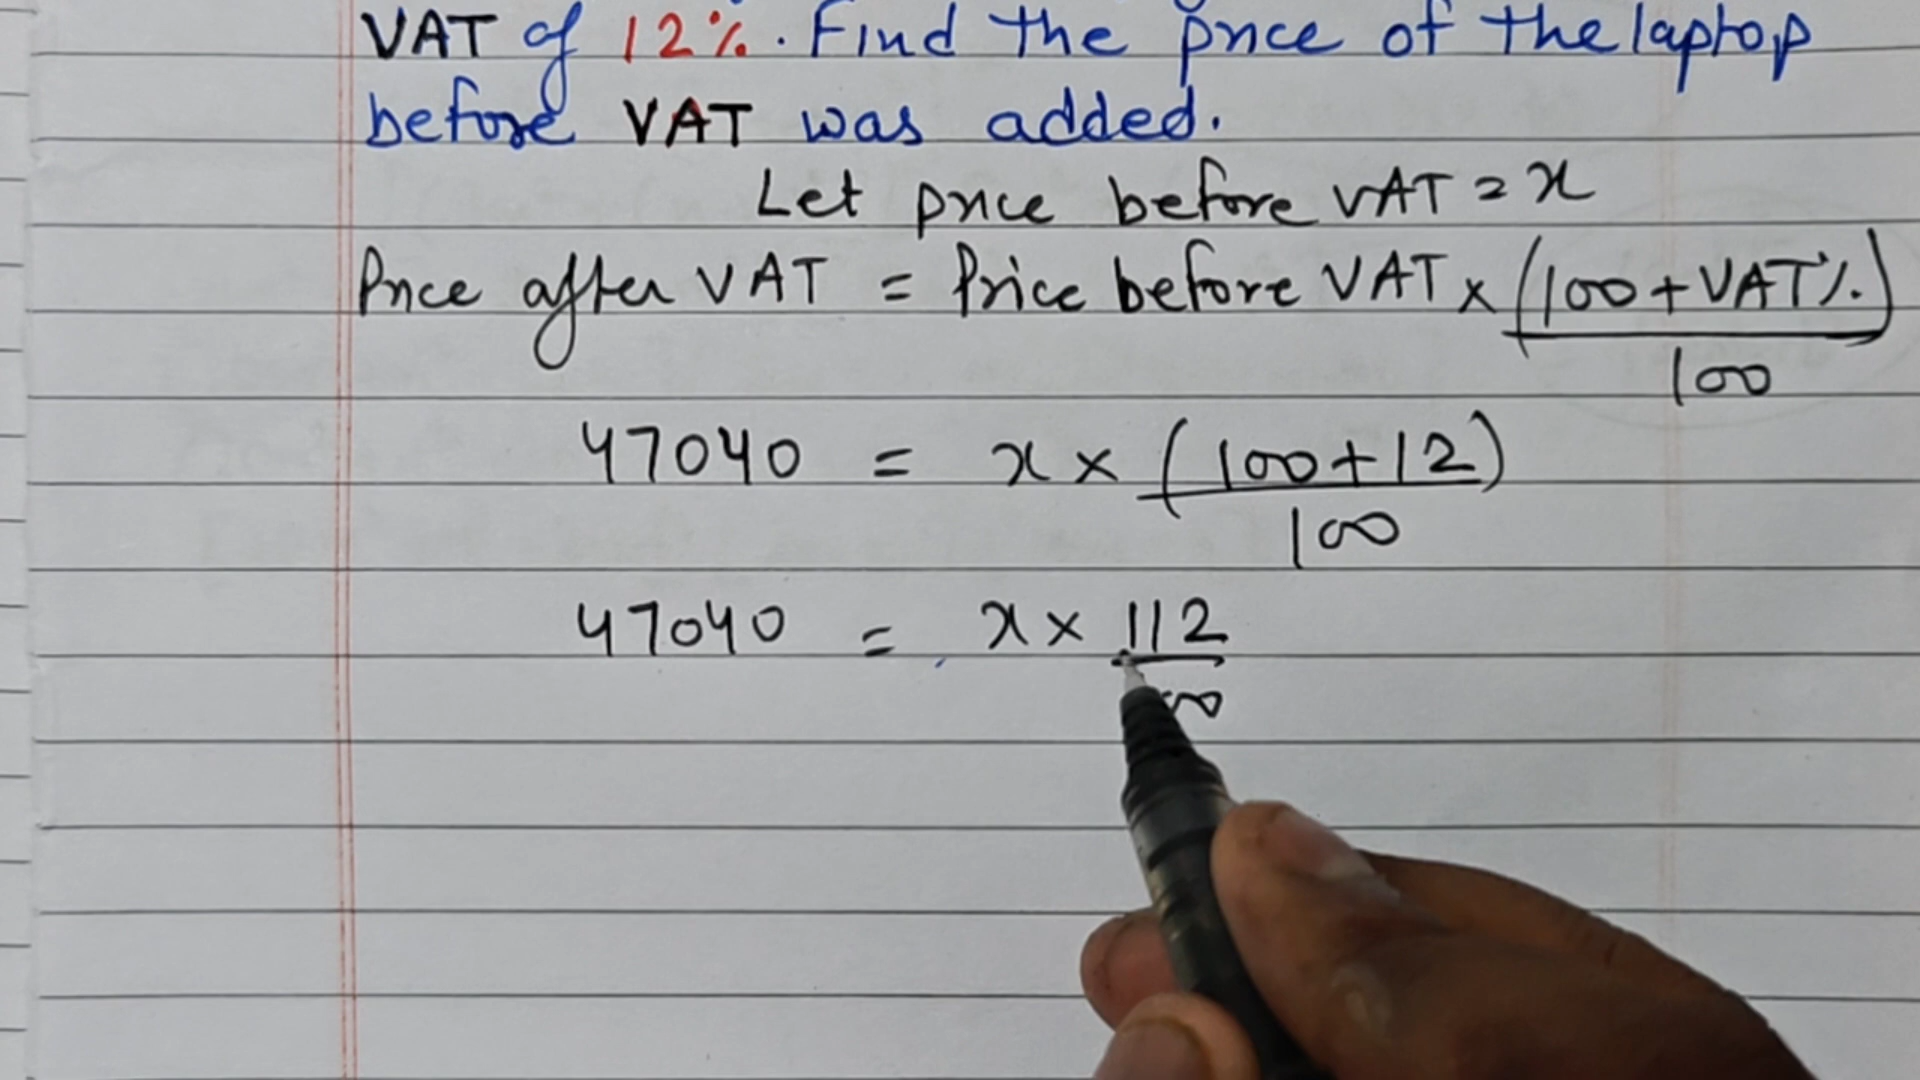 VAT of 12%. Find the price of the laptop
before VAT was added.
Let price before VAT = x
Price after VAT = Price before VAT x (100 + VAT%)
100
47040 = x x (100+12)
100
47040 = x x 112